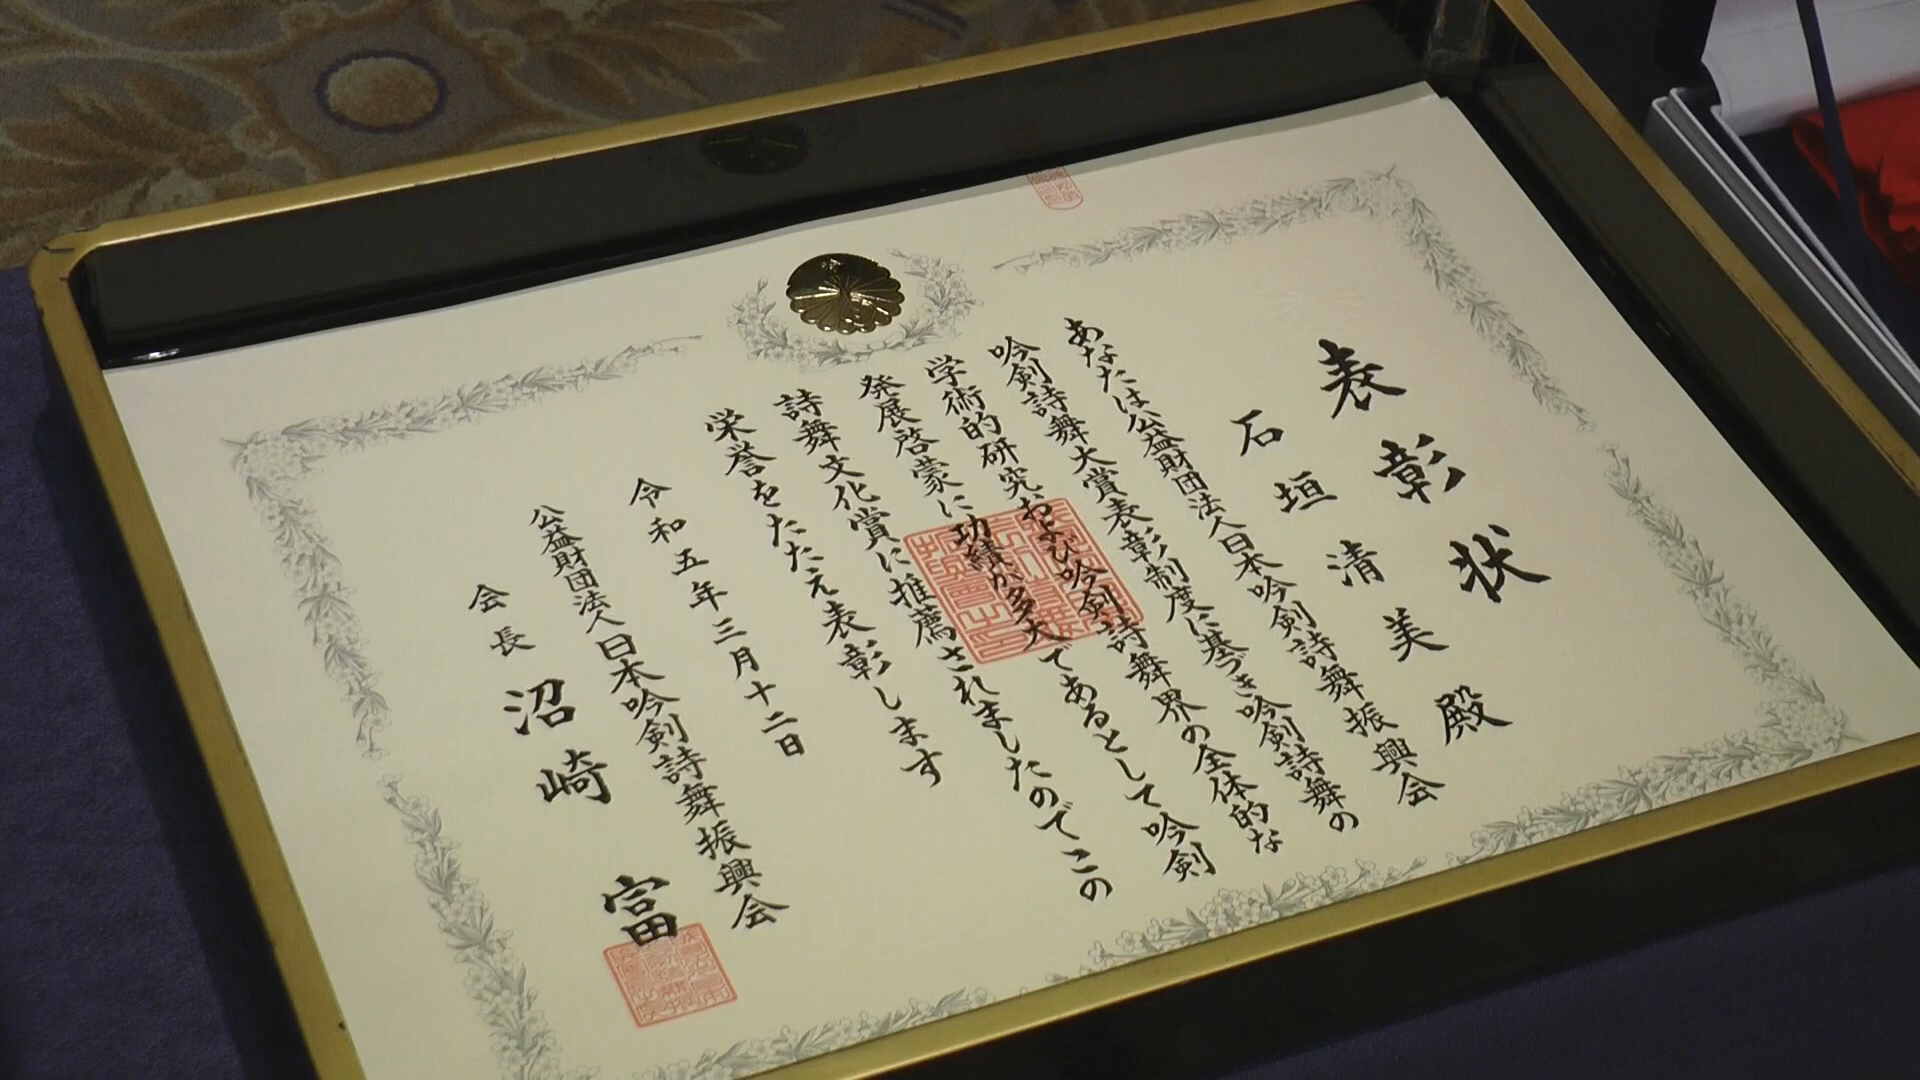 表彰状
石垣清美殿
あなたは公益財団法人日本吟剣詩舞振興会
吟剣詩舞大賞表彰制度に基づき吟剣詩舞の
学術的研究および吟剣詩舞界の全体的な
発展啓蒙に功績が多大であるとして吟剣
詩舞文化賞に推薦されましたのでこの
栄誉をたたえ表彰します
令和五年三月十二日
公益財団法人日本吟剣詩舞振興会
会長 沼崎 富